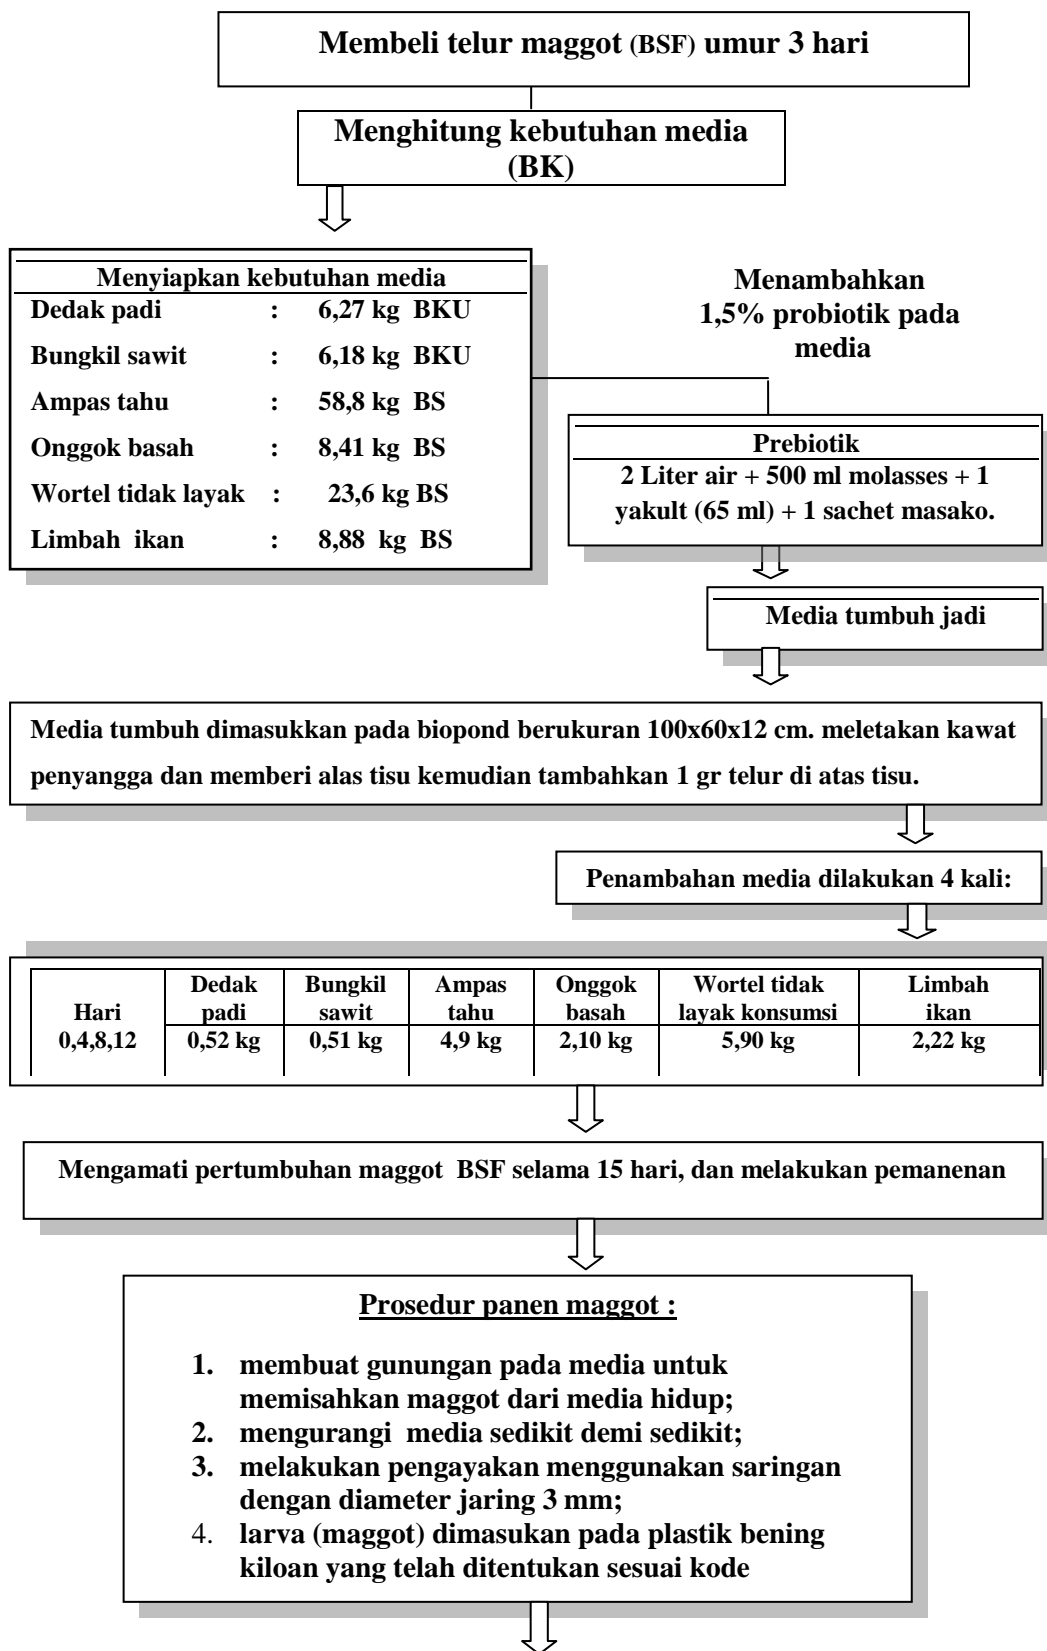 Membeli telur maggot (BSF) umur 3 hari
Menghitung kebutuhan media
(BK)
Menyiapkan kebutuhan media
Dedak padi : 6,27 kg BKU
Bungkil sawit : 6,18 kg BKU
Ampas tahu : 58,8 kg BS
Onggok basah : 8,41 kg BS
Wortel tidak layak : 23,6 kg BS
Limbah ikan : 8,88 kg BS
Menambahkan
1,5% probiotik pada
media
Prebiotik
2 Liter air + 500 ml molasses + 1
yakult (65 ml) + 1 sachet masako.
Media tumbuh jadi
Media tumbuh dimasukkan pada biopond berukuran 100x60x12 cm. meletakan kawat
penyangga dan memberi alas tisu kemudian tambahkan 1 gr telur di atas tisu.
Penambahan media dilakukan 4 kali:
Dedak Bungkil Ampas Onggok Wortel tidak Limbah
Hari padi sawit tahu basah layak konsumsi ikan
0,4,8,12 0,52 kg 0,51 kg 4,9 kg 2,10 kg 5,90 kg 2,22 kg
Mengamati pertumbuhan maggot BSF selama 15 hari, dan melakukan pemanenan
Prosedur panen maggot :
1. membuat gunungan pada media untuk
memisahkan maggot dari media hidup;
2. mengurangi media sedikit demi sedikit;
3. melakukan pengayakan menggunakan saringan
dengan diameter jaring 3 mm;
4. larva (maggot) dimasukan pada plastik bening
kiloan yang telah ditentukan sesuai kode